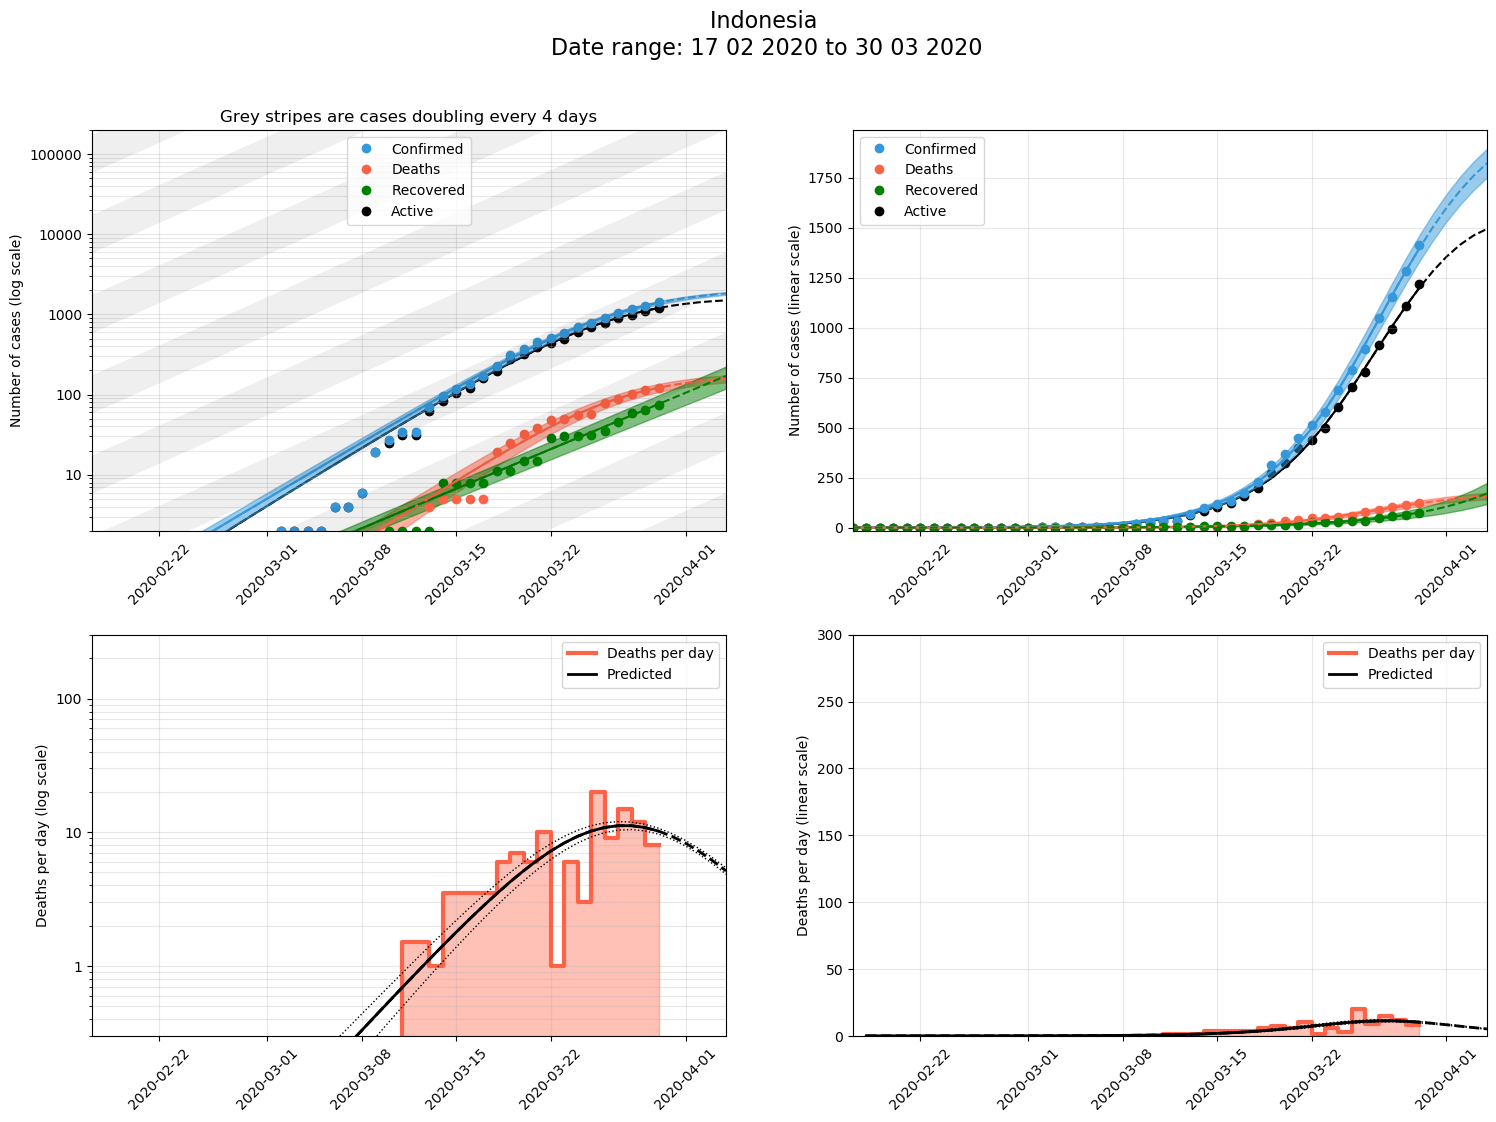 Indonesia
Date range: 17 02 2020 to 30 03 2020
Grey stripes are cases doubling every 4 days
Number of cases (log scale)
100000
10000
1000
100
10
Confirmed
Deaths
Recovered
Active
2020-02-22
2020-03-01
2020-03-08
2020-03-15
2020-03-22
2020-04-01
Number of cases (linear scale)
1750
1500
1250
1000
750
500
250
0
Confirmed
Deaths
Recovered
Active
2020-02-22
2020-03-01
2020-03-08
2020-03-15
2020-03-22
2020-04-01
Deaths per day (log scale)
100
10
1
Deaths per day
Predicted
2020-02-22
2020-03-01
2020-03-08
2020-03-15
2020-03-22
2020-04-01
Deaths per day (linear scale)
300
250
200
150
100
50
0
Deaths per day
Predicted
2020-02-22
2020-03-01
2020-03-08
2020-03-15
2020-03-22
2020-04-01